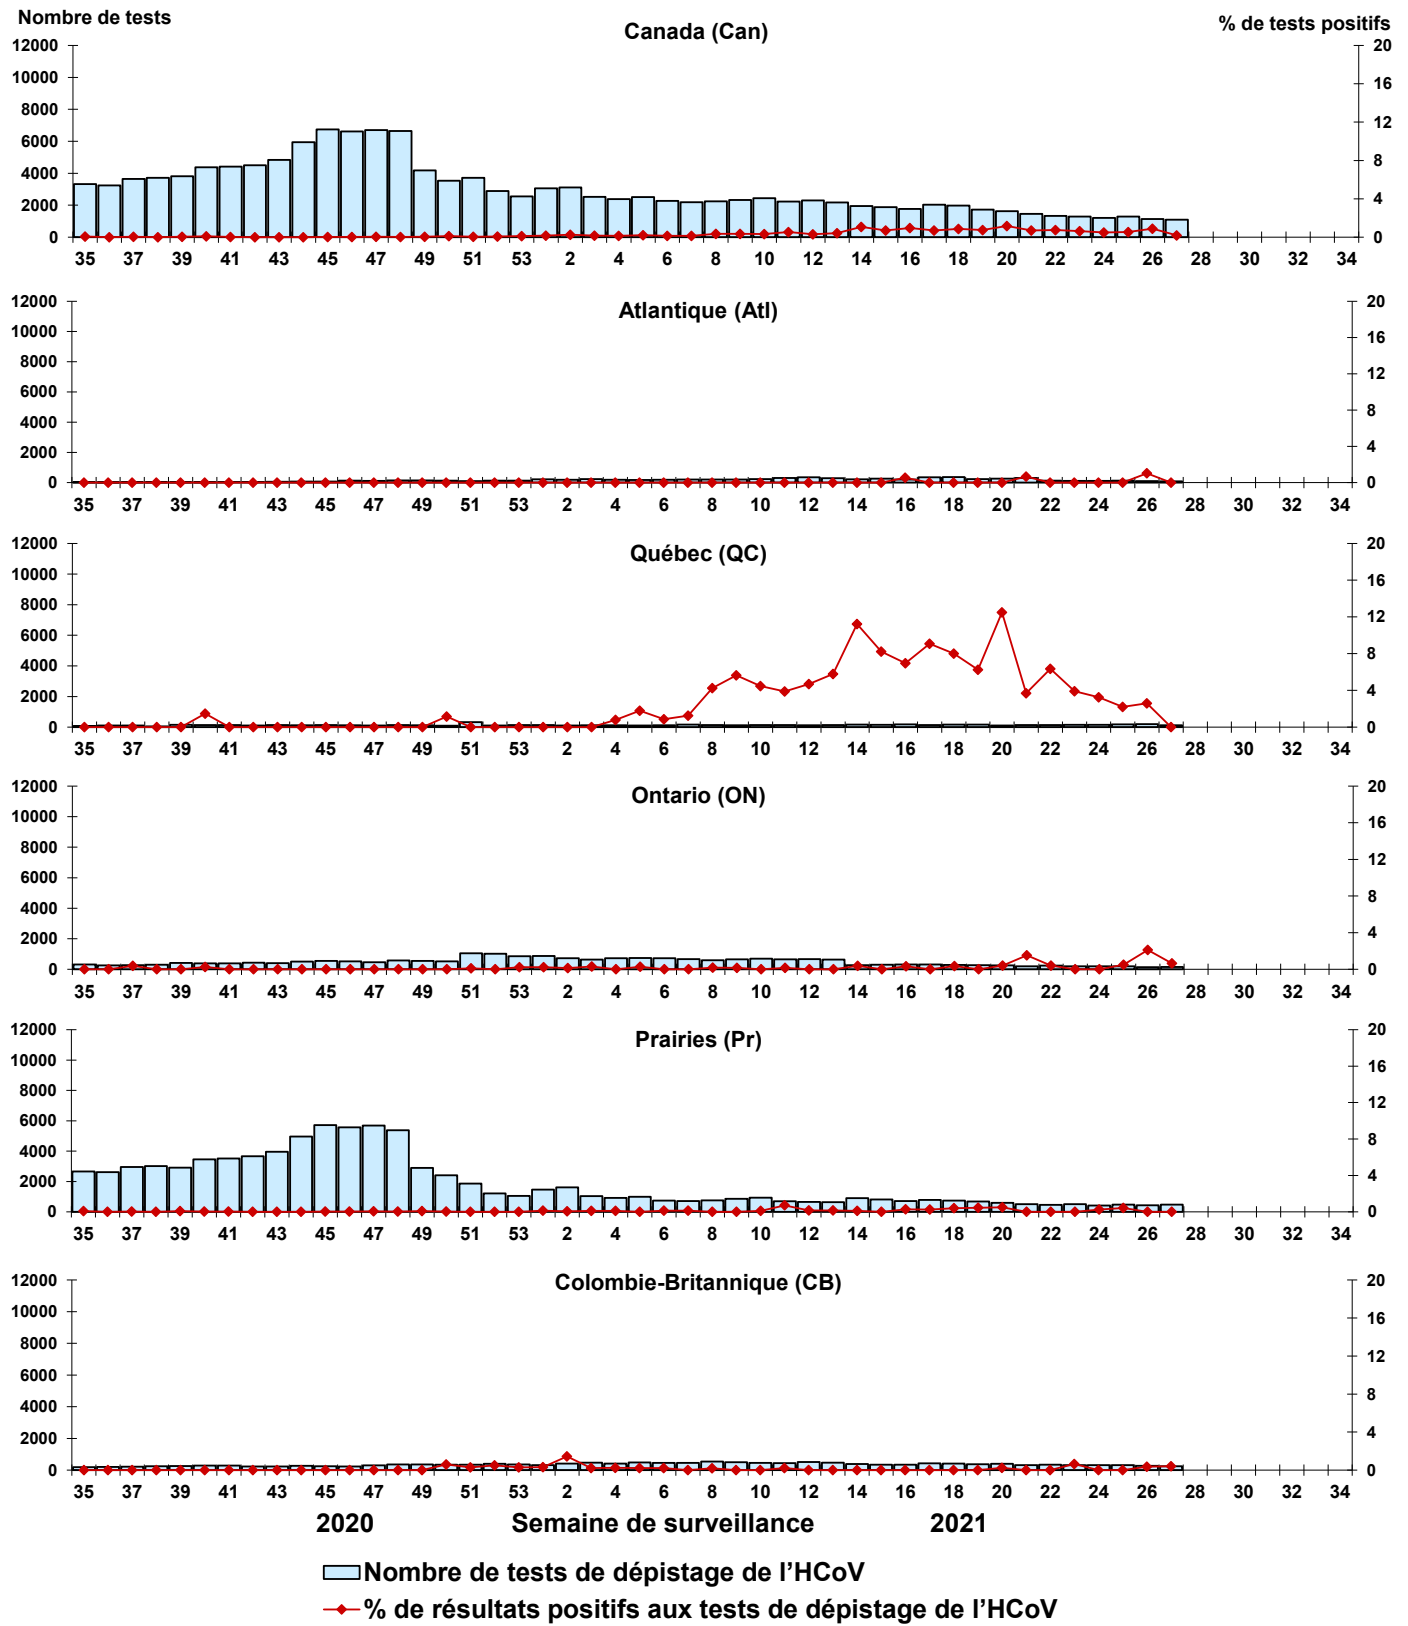 Nombre de tests
Canada (Can)
% de tests positifs
12000 10000 8000 6000 4000 2000 0
20 16 12 8 4 0
35 37 39 41 43 45 47 49 51 53 2 4 6 8 10 12 14 16 18 20 22 24 26 28 30 32 34
Atlantique (Atl)
12000 10000 8000 6000 4000 2000 0
20 16 12 8 4 0
35 37 39 41 43 45 47 49 51 53 2 4 6 8 10 12 14 16 18 20 22 24 26 28 30 32 34
Québec (QC)
12000 10000 8000 6000 4000 2000 0
20 16 12 8 4 0
35 37 39 41 43 45 47 49 51 53 2 4 6 8 10 12 14 16 18 20 22 24 26 28 30 32 34
Ontario (ON)
12000 10000 8000 6000 4000 2000 0
20 16 12 8 4 0
35 37 39 41 43 45 47 49 51 53 2 4 6 8 10 12 14 16 18 20 22 24 26 28 30 32 34
Prairies (Pr)
12000 10000 8000 6000 4000 2000 0
20 16 12 8 4 0
35 37 39 41 43 45 47 49 51 53 2 4 6 8 10 12 14 16 18 20 22 24 26 28 30 32 34
Colombie-Britannique (CB)
12000 10000 8000 6000 4000 2000 0
20 16 12 8 4 0
35 37 39 41 43 45 47 49 51 53 2 4 6 8 10 12 14 16 18 20 22 24 26 28 30 32 34
2020 Semaine de surveillance 2021
Nombre de tests de dépistage de l’HCoV
% de résultats positifs aux tests de dépistage de l’HCoV